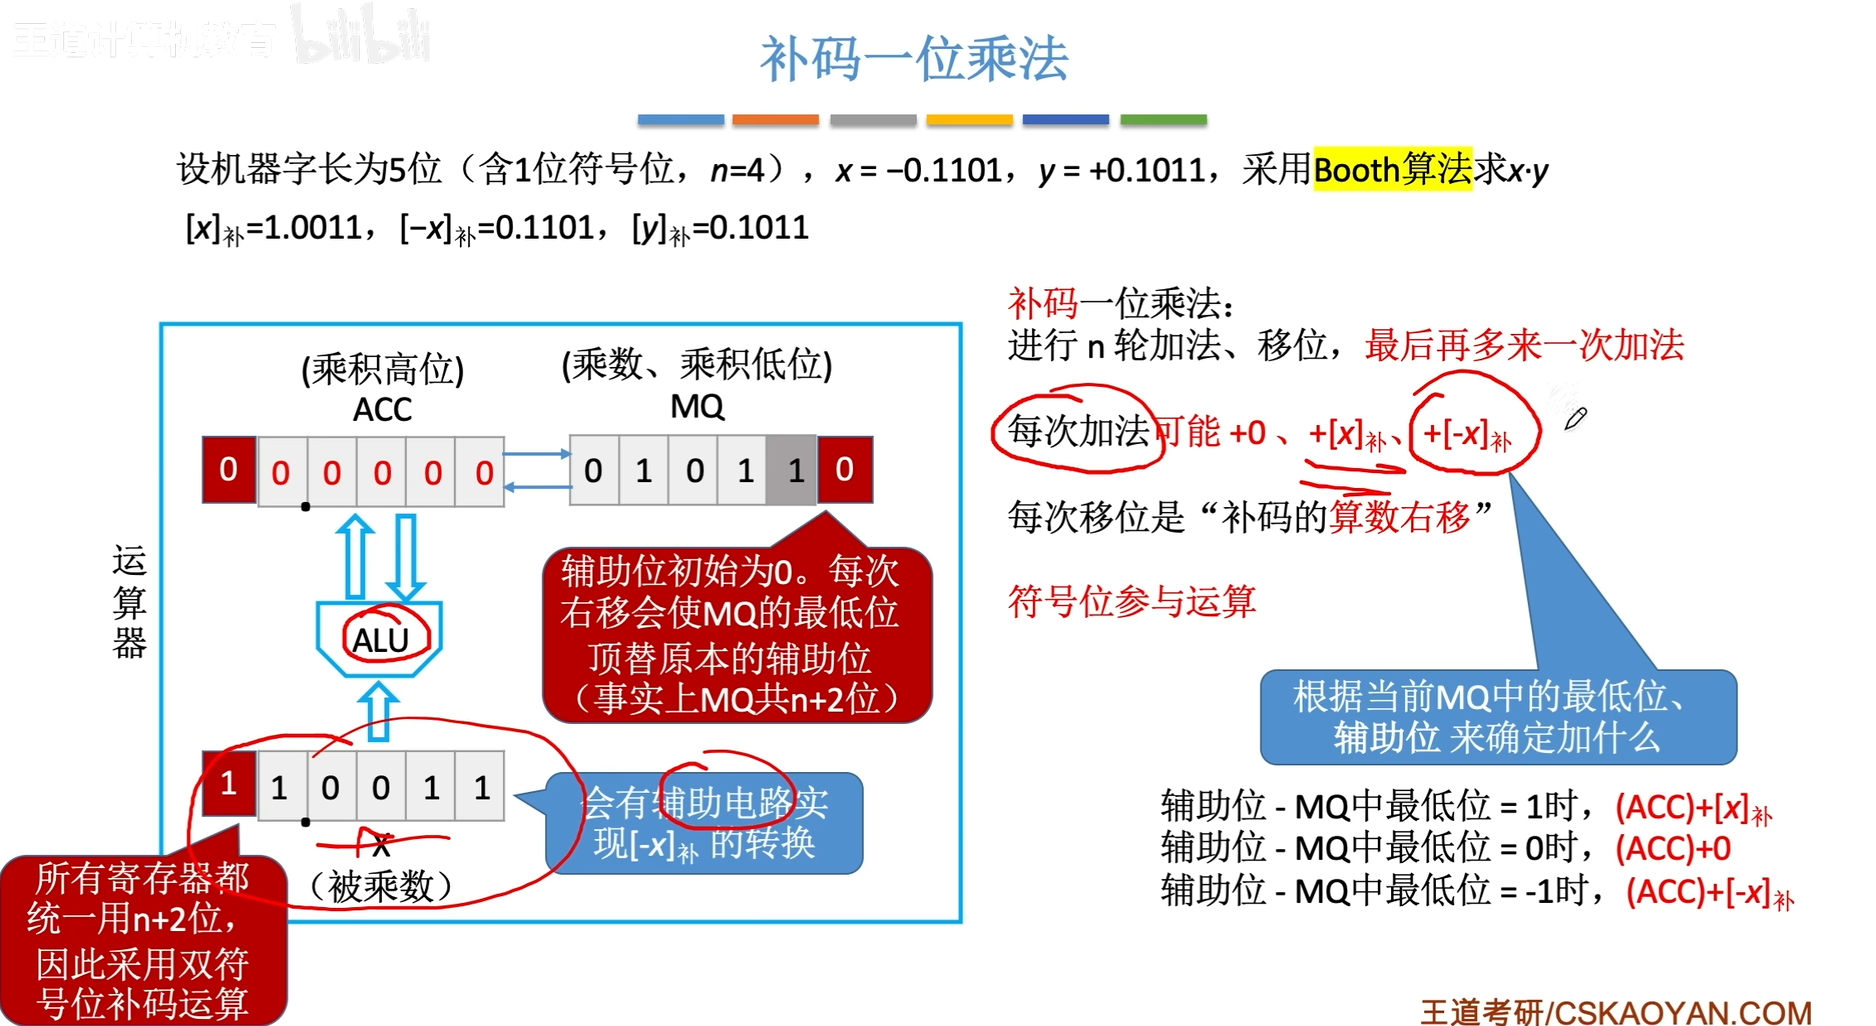 王道计算机教育 bilibili
补码一位乘法
设机器字长为5位（含1位符号位，n=4），x = −0.1101，y = +0.1011，采用Booth算法求x·y
[x]补=1.0011，[−x]补=0.1101，[y]补=0.1011
补码一位乘法：
进行 n 轮加法、移位，最后再多来一次加法
(乘积高位)
ACC
(乘数、乘积低位)
MQ
每次加法可能 +0 、+[x]补、+[-x]补
0 0 0 0 0 0
0 1 0 1 1 0
每次移位是“补码的算数右移”
运算器
辅助位初始为0。每次
右移会使MQ的最低位
顶替原本的辅助位
（事实上MQ共n+2位）
符号位参与运算
ALU
根据当前MQ中的最低位、
辅助位 来确定加什么
1 1 0 0 1 1
X
（被乘数）
会有辅助电路实
现[-x]补 的转换
辅助位 - MQ中最低位 = 1时，(ACC)+[x]补
辅助位 - MQ中最低位 = 0时，(ACC)+0
辅助位 - MQ中最低位 = -1时，(ACC)+[-x]补
所有寄存器都
统一用n+2位，
因此采用双符
号位补码运算
王道考研/CSKAOYAN.COM